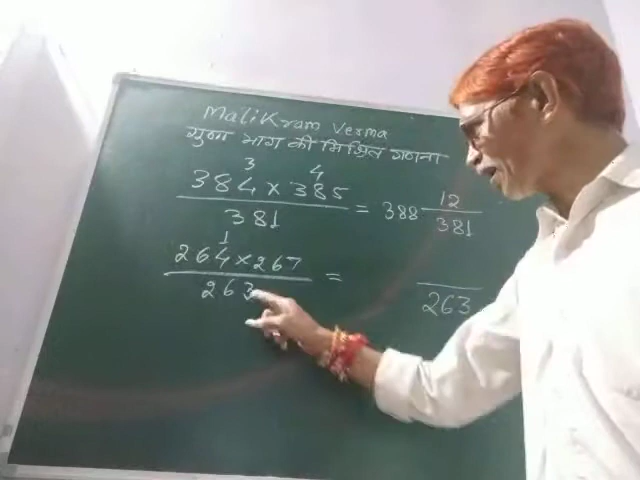 MaliKram Verma
गुणा भाग की मिश्रित गणना
3 4
384 × 385
381 = 388 12/381
1
264 × 267
263 = /263